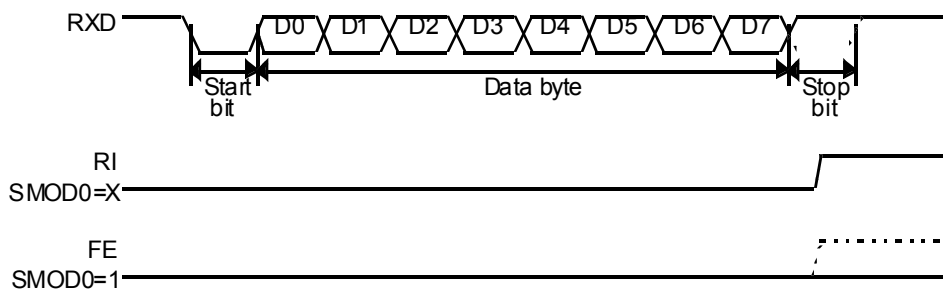 RXD
D0 D1 D2 D3 D4 D5 D6 D7
Start
bit
Data byte
Stop
bit
RI
SMOD0=X
FE
SMOD0=1